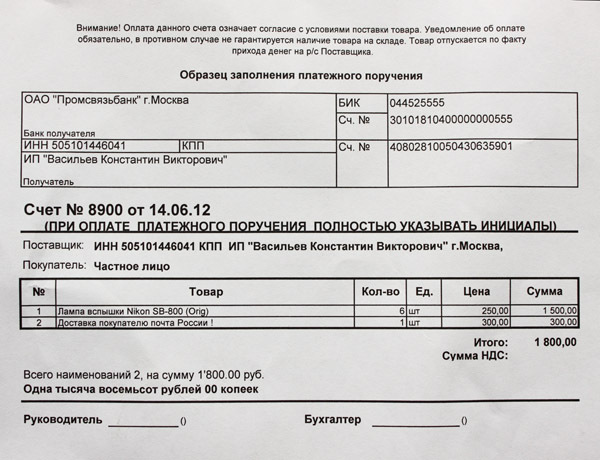 Внимание! Оплата данного счета означает согласие с условиями поставки товара. Уведомление об оплате
обязательно, в противном случае не гарантируется наличие товара на складе. Товар отпускается по факту
прихода денег на р/с Поставщика.
Образец заполнения платежного поручения
ОАО "Промсвязьбанк" г.Москва БИК 044525555
Сч. № 30101810400000000555
Банк получателя
ИНН 505101446041 КПП Сч. № 40802810050430635901
ИП "Васильев Константин Викторович"
Получатель
Счет № 8900 от 14.06.12
(ПРИ ОПЛАТЕ ПЛАТЕЖНОГО ПОРУЧЕНИЯ ПОЛНОСТЬЮ УКАЗЫВАТЬ ИНИЦИАЛЫ)
Поставщик: ИНН 505101446041 КПП ИП "Васильев Константин Викторович" г.Москва,
Покупатель: Частное лицо
№ Товар Кол-во Ед. Цена Сумма
1 Лампа вспышки Nikon SB-800 (Orig) 6 шт 250,00 1 500,00
2 Доставка покупателю почта России ! 1 шт 300,00 300,00
Итого: 1 800,00
Сумма НДС:
Всего наименований 2, на сумму 1'800.00 руб.
Одна тысяча восемьсот рублей 00 копеек
Руководитель ____________ () Бухгалтер ____________ ()